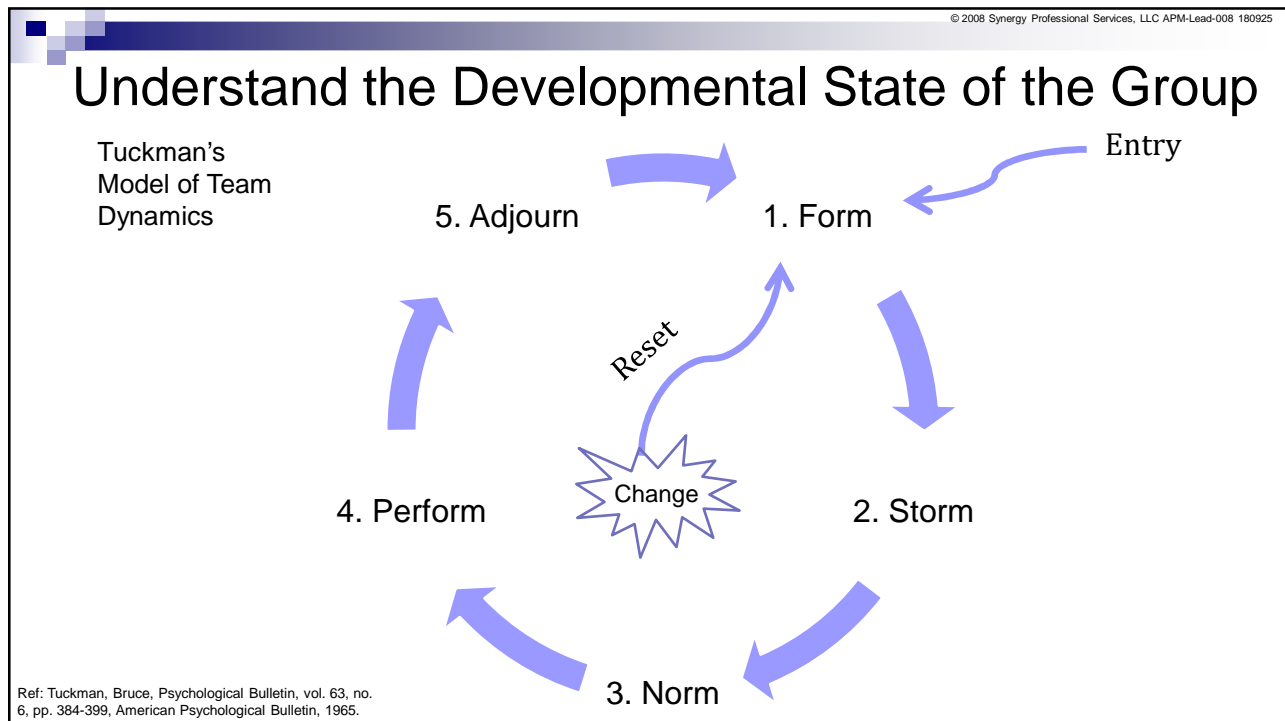 © 2008 Synergy Professional Services, LLC APM-Lead-008 180925
Understand the Developmental State of the Group
Tuckman's
Model of Team
Dynamics
Entry
5. Adjourn
1. Form
Reset
Change
4. Perform
2. Storm
3. Norm
Ref: Tuckman, Bruce, Psychological Bulletin, vol. 63, no.
6, pp. 384-399, American Psychological Bulletin, 1965.